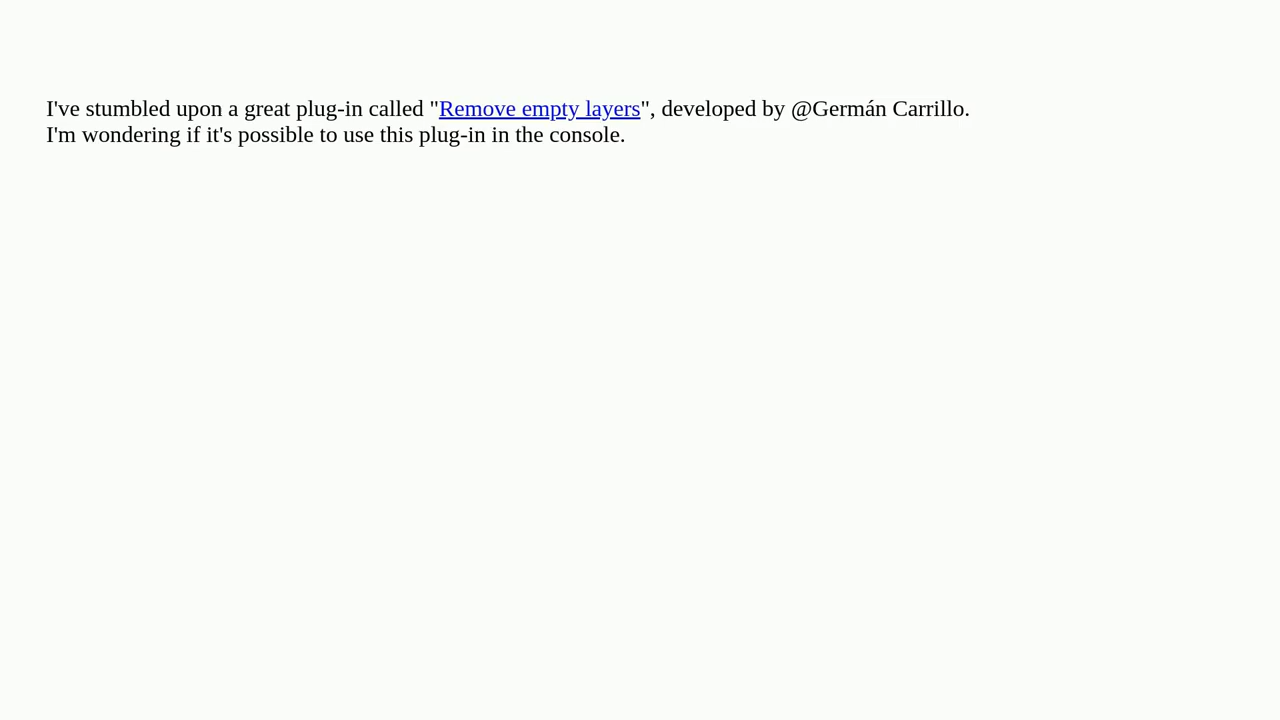 I've stumbled upon a great plug-in called "Remove empty layers", developed by @Germán Carrillo.
I'm wondering if it's possible to use this plug-in in the console.